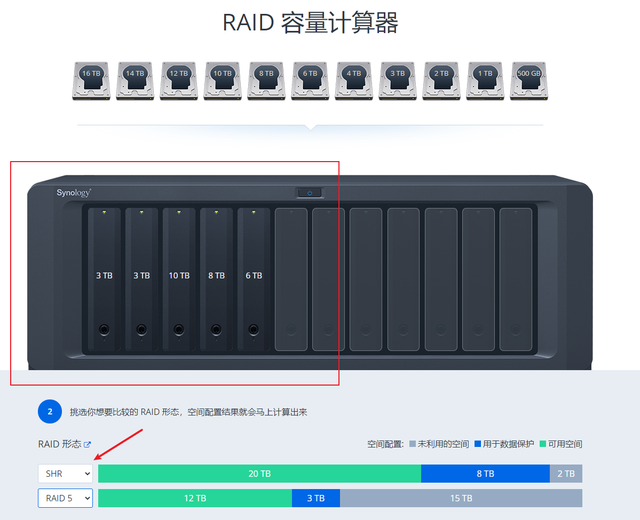 RAID 容量计算器
16 TB 14 TB 12 TB 10 TB 8 TB 6 TB 4 TB 3 TB 2 TB 1 TB 500 GB
Synology
3 TB 3 TB 10 TB 8 TB 6 TB
2 挑选你想要比较的 RAID 形态，空间配置结果就会马上计算出来
RAID 形态 空间配置: 未利用的空间 用于数据保护 可用空间
SHR 20 TB 8 TB 2 TB
RAID 5 12 TB 3 TB 15 TB